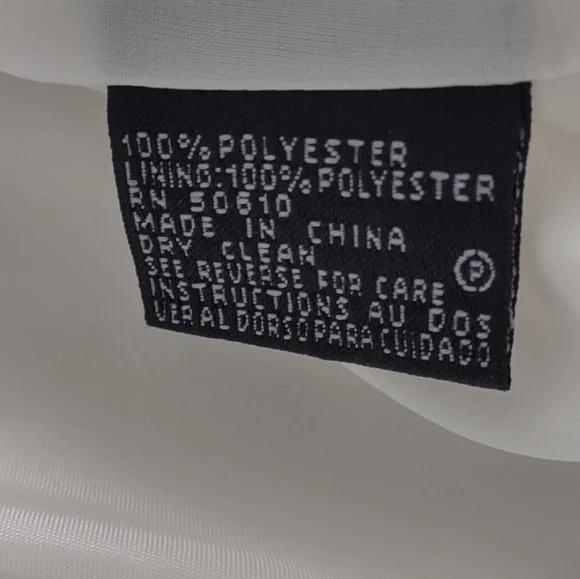 100% POLYESTER
LINING:100% POLYESTER
RN 50610
MADE IN CHINA
DRY CLEAN
SEE REVERSE FOR CARE
INSTRUCTIONS AU DOS
VER AL DORSO PARA CUIDADO
P